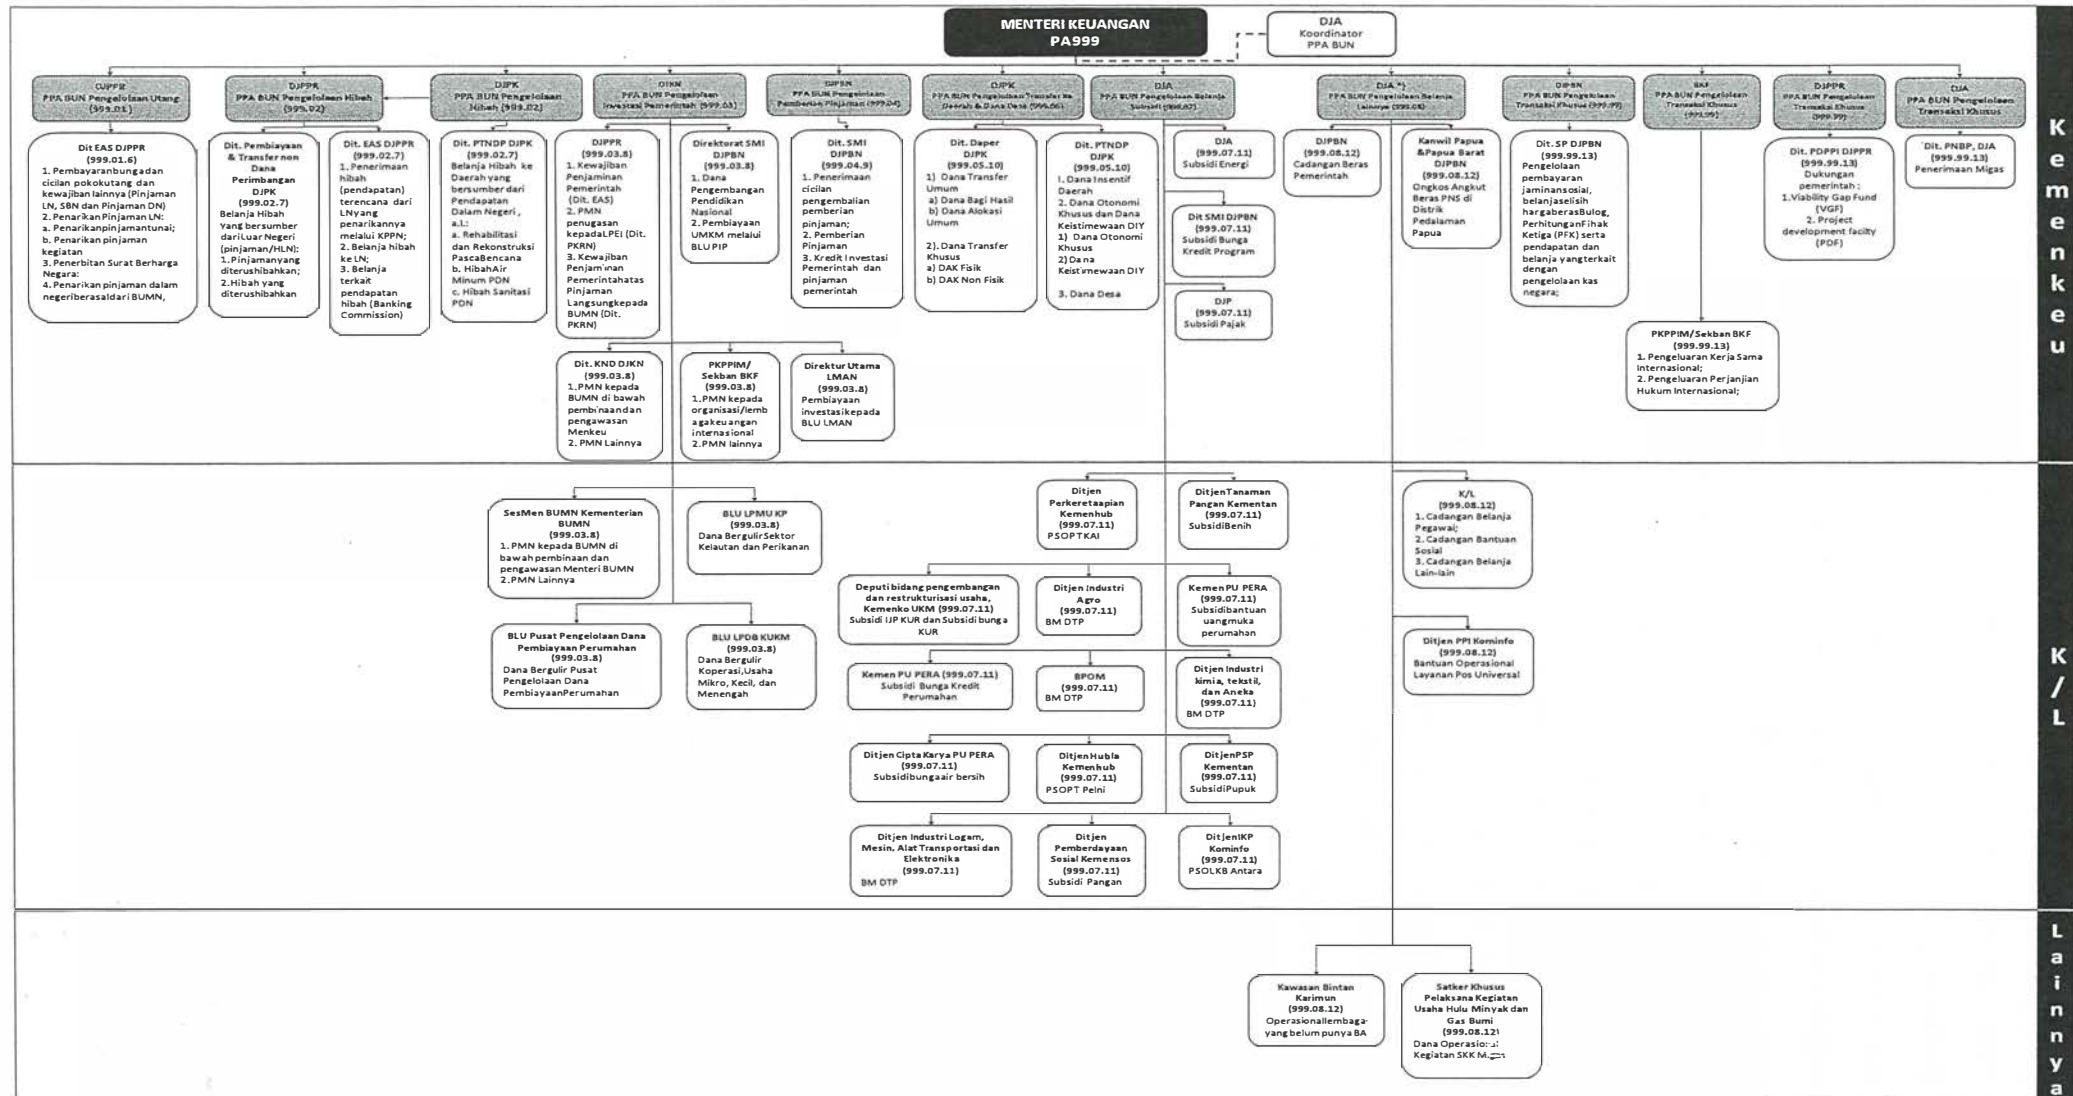 MENTERI KEUANGAN
PA999
DJA
Koordinator
PPA BUN
DJPPR
PPA BUN Pengelolaan Utang
(999.01)
DJPPR
PPA BUN Pengelolaan Hibah
(999.02)
DJPK
PPA BUN Pengelolaan
Hibah (999.02)
DJKN
PPA BUN Pengelolaan
Investasi Pemerintah (999.03)
DJPBN
PPA BUN Pengelolaan
Pemberian Pinjaman (999.04)
DJPK
PPA BUN Pengelolaan Transfer ke
Daerah & Dana Desa
DJA
PPA BUN Pengelolaan Belanja
Subsidi (999.07)
DJA *)
PPA BUN Pengelolaan Belanja
Lainnya (999.08)
DJPBN
PPA BUN Pengelolaan
Transaksi Khusus (999.99)
BKF
PPA BUN Pengelolaan
Transaksi Khusus
(999.99)
DJPPR
PPA BUN Pengelolaan
Transaksi Khusus
(999.99)
DJA
PPA BUN Pengelolaan
Transaksi Khusus
Dit EAS DJPPR
(999.01.6)
1. Pembayaranbungadan
cicilan pokokutang dan
kewajiban lainnya (Pinjaman
LN, SBN dan Pinjaman DN)
2. Penarikan Pinjaman LN:
a. Penarikanpinjamantunai;
b. Penarikan pinjaman
kegiatan
3. Penerbitan Surat Berharga
Negara:
4. Penarikan pinjaman dalam
negeriberasaldari BUMN,
Dit. Pembiayaan
& Transfer non
Dana
Perimbangan
DJPK
(999.02.7)
Belanja Hibah
yang bersumber
dariLuar Negeri
(pinjaman/HLN):
1.Pinjamanyang
diterushibahkan;
2.Hibah yang
diterushibahkan
Dit. EAS DJPPR
(999.02.7)
1. Penerimaan
hibah
(pendapatan)
terencana dari
LNyang
penarikannya
melalui KPPN;
2. Belanja hibah
ke LN;
3. Belanja
terkait
pendapatan
hibah (Banking
Commission)
Dit. PTNDP DJPK
(999.02.7)
Belanja Hibah ke
Daerah yang
bersumber dari
Pendapatan
Dalam Negeri ,
a.l.:
a. Rehabilitasi
dan Rekonstruksi
PascaBencana
b. HibahAir
Minum PDN
c. Hibah Sanitasi
PDN
DJPPR
(999.03.8)
1. Kewajiban
Penjaminan
Pemerintah
(Dit. EAS)
2. PMN
penugasan
kepadaLPEI (Dit.
PKRN)
3. Kewajiban
Penjaminan
Pemerintahatas
Pinjaman
Langsungkepada
BUMN (Dit.
PKRN)
Direktorat SMI
DJPBN
(999.03.8)
1. Dana
Pengembangan
Pendidikan
Nasional
2. Pembiayaan
UMKM melaiui
BLU PIP
Dit. SMI
DJPBN
(999.04.9)
1. Penerimaan
cicilan
pengembalian
pemberian
pinjaman;
2. Pemberian
Pinjaman
3. Kredit Investasi
Pemerintah dan
pinjaman
pemerintah
Dit. Daper
DJPK
(999.05.10)
1) Dana Transfer
Umum
a) Dana Bagi Hasil
b) Dana Alokasi
Umum
2). Dana Transfer
Khusus
a) DAK Fisik
b) DAK Non Fisik
Dit. PTNDP
DJPK
(999.05.10)
I. Dana Insentif
Daerah
2. Dana Otonomi
Khusus dan Dana
Keistimewaan DIY
1) Dana Otonomi
Khusus
2) Dana
Keistimewaan DIY
3. Dana Desa
DJA
(999.07.11)
Subsidi Energi
Dit SMI DJPBN
(999.07.11)
Subsidi Bunga
Kredit Program
DJP
(999.07.11)
Subsidi Pajak
DJPBN
(999.08.12)
Cadangan Beras
Pemerintah
Kanwil Papua
&Papua Barat
DJPBN
(999.08.12)
Ongkos Angkut
Beras PNS di
Distrik
Pedalaman
Papua
Dit. SP DJPBN
(999.99.13)
Pengelolaan
pembayaran
jaminansosial,
belanjaselisih
hargaberasBulog,
PerhitunganFihak
Ketiga (PFK) serta
pendapatan dan
belanja yangterkait
dengan
pengelolaan kas
negara;
Dit. PDPPI DJPPR
(999.99.13)
Dukungan
pemerintah :
1.Viability Gap Fund
(VGF)
2. Project
development facilty
(PDF)
Dit. PNBP, DJA
(999.99.13)
Penerimaan Migas
PKPPIM/Sekban BKF
(999.99.13)
1. Pengeluaran Kerja Sama
Internasional;
2. Pengeluaran Perjanjian
Hukum Internasional;
Dit. KND DJKN
(999.03.8)
1.PMN kepada
BUMN di bawah
pembinaandan
pengawasan
Menkeu
2. PMN Lainnya
PKPPIM/
Sekban BKF
(999.03.8)
1.PMN kepada
organisasi/lemb
agakeuangan
internasional
2.PMN lainnya
Direktur Utama
LMAN
(999.03.8)
Pembiayaan
investasikepada
BLU LMAN
Kemenkeu
SesMen BUMN Kementerian
BUMN
(999.03.8)
1. PMN kepada BUMN di
bawah pembinaan dan
pengawasan Menteri BUMN
2.PMN Lainnya
BLU LPMU KP
(999.03.8)
Dana BergulirSektor
Kelautan dan Perikanan
BLU Pusat Pengelolaan Dana
Pembiayaan Perumahan
(999.03.8)
Dana Bergulir Pusat
Pengelolaan Dana
PembiayaanPerumahan
BLU LPDB KUKM
(999.03.8)
Dana Bergulir
Koperasi,Usaha
Mikro, Kecil, dan
Menengah
Ditjen
Perkeretaapian
Kemenhub
(999.07.11)
PSOPTKAI
DitjenTanaman
Pangan Kementan
(999.07.11)
SubsidiBenih
Deputi bidang pengembangan
dan restrukturisasi usaha,
Kemenko UKM (999.07.11)
Subsidi IJP KUR dan Subsidi bunga
KUR
Ditjen Industri
Agro
(999.07.11)
BM DTP
KemenPU PERA
(999.07.11)
Subsidibantuan
uangmuka
perumahan
Kemen PU PERA (999.07.11)
Subsidi Bunga Kredit
Perumahan
BPOM
(999.07.11)
BM DTP
Ditjen Industri
kimia, tekstil,
dan Aneka
(999.07.11)
BM DTP
Ditjen Cipta Karya PU PERA
(999.07.11)
Subsidibungaair bersih
DitjenHubla
Kemenhub
(999.07.11)
PSOPT Pelni
DitjenPSP
Kementan
(999.07.11)
SubsidiPupuk
Ditjen Industri Logam,
Mesin, Alat Transportasi dan
Elektronika
(999.07.11)
BM DTP
Ditjen
Pemberdayaan
Sosial Kemensos
(999.07.11)
Subsidi Pangan
DitjenIKP
Kominfo
(999.07.11)
PSOLKB Antara
K/L
(999.08.12)
1. Cadangan Belanja
Pegawai;
2. Cadangan Bantuan
Sosial
3. Cadangan Belanja
Lain-lain
Ditjen PPI Kominfo
(999.08.12)
Bantuan Operasional
Layanan Pos Universal
K/L
Kawasan Bintan
Karimun
(999.08.12)
Operasionallembaga-
yang belum punya BA
Satker Khusus
Pelaksana Kegiatan
Usaha Hulu Minyak dan
Gas Bumi
(999.08.12)
Dana
Kegiatan SKK
Lainnya